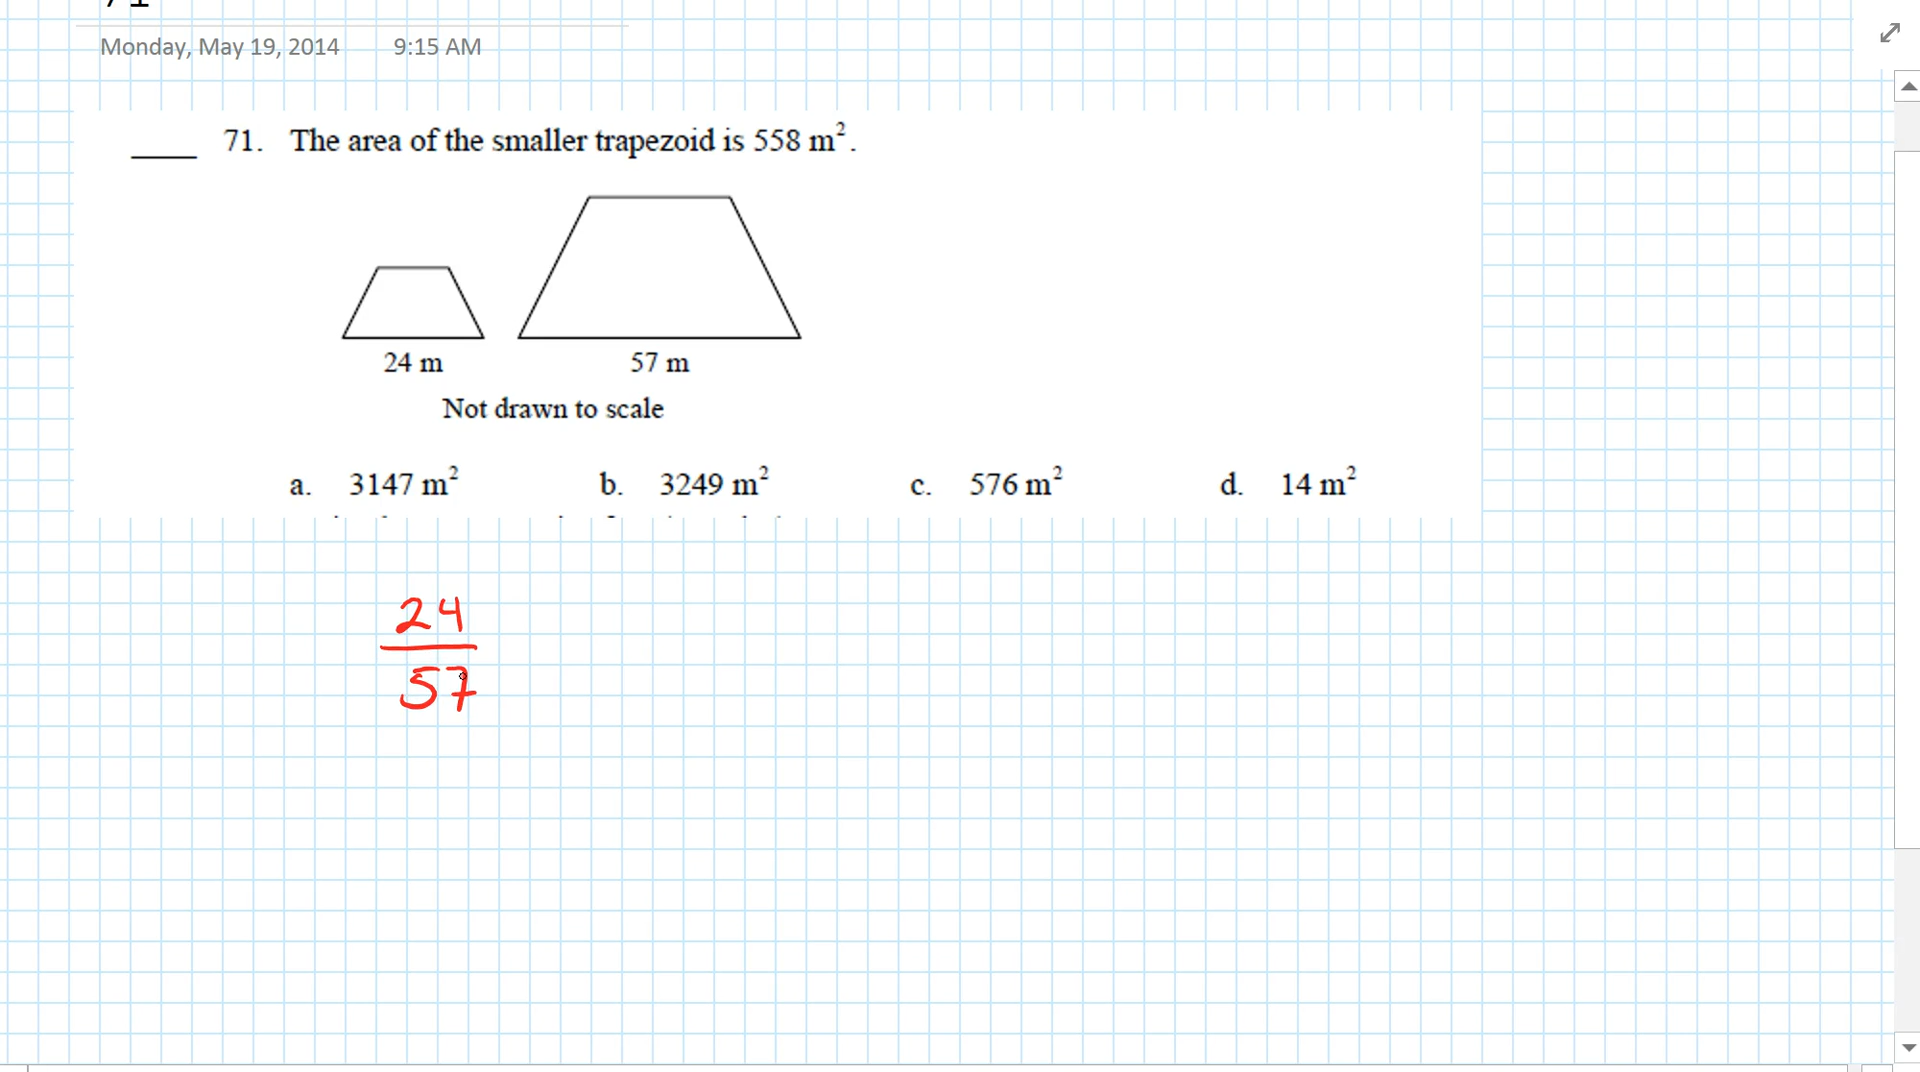 Monday, May 19, 2014 9:15 AM
____ 71. The area of the smaller trapezoid is 558 m².
24 m 57 m
Not drawn to scale
a. 3147 m² b. 3249 m² c. 576 m² d. 14 m²
24
57